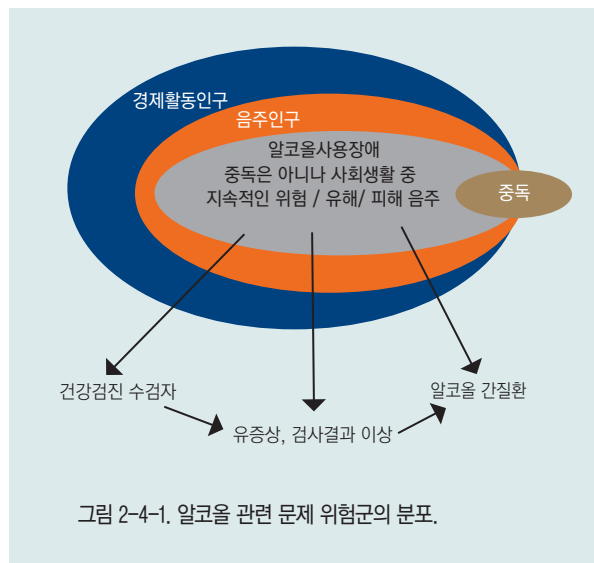 경제활동인구
음주인구
알코올사용장애
중독은 아니나 사회생활 중
지속적인 위험 / 유해/ 피해 음주
중독
건강검진 수검자
알코올 간질환
유증상, 검사결과 이상
그림 2-4-1. 알코올 관련 문제 위험군의 분포.